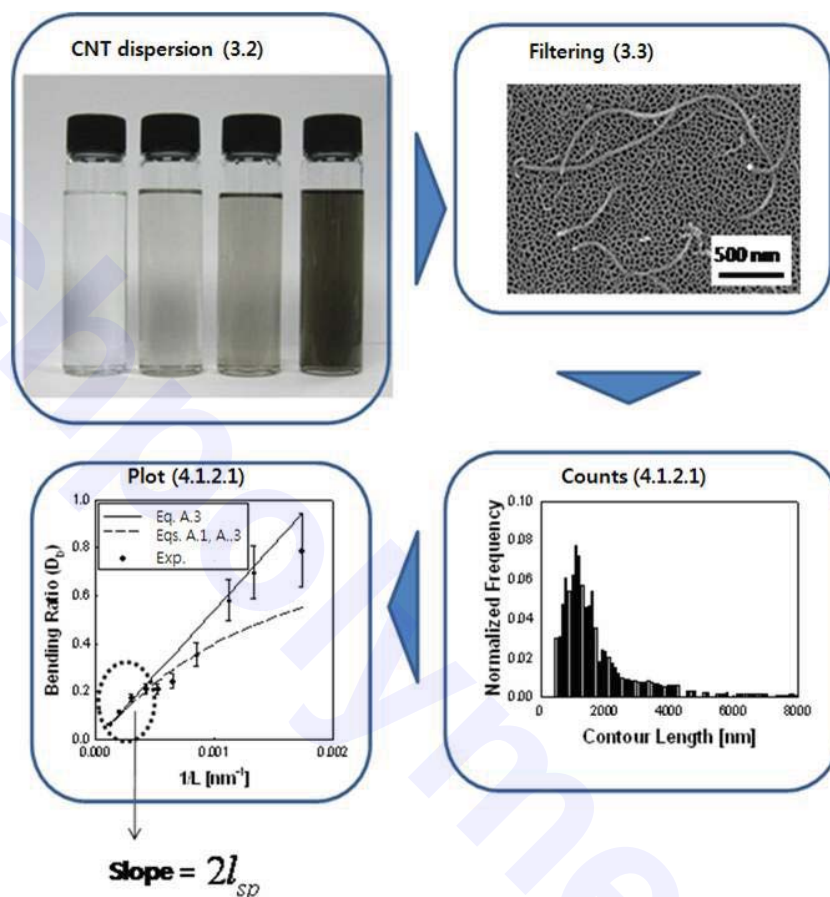 CNT dispersion (3.2)
Filtering (3.3)
500 nm
Plot (4.1.2.1)
Bending Ratio (D_b)
1.0
0.8
0.6
0.4
0.2
0.0
Eq. A.3
Eqs. A.1, A..3
Exp.
0.000
0.001
0.002
1/L [nm⁻¹]
Slope = 2l_sp
Counts (4.1.2.1)
Normalized Frequency
0.10
0.08
0.06
0.04
0.02
0.00
0
2000
4000
6000
8000
Contour Length [nm]